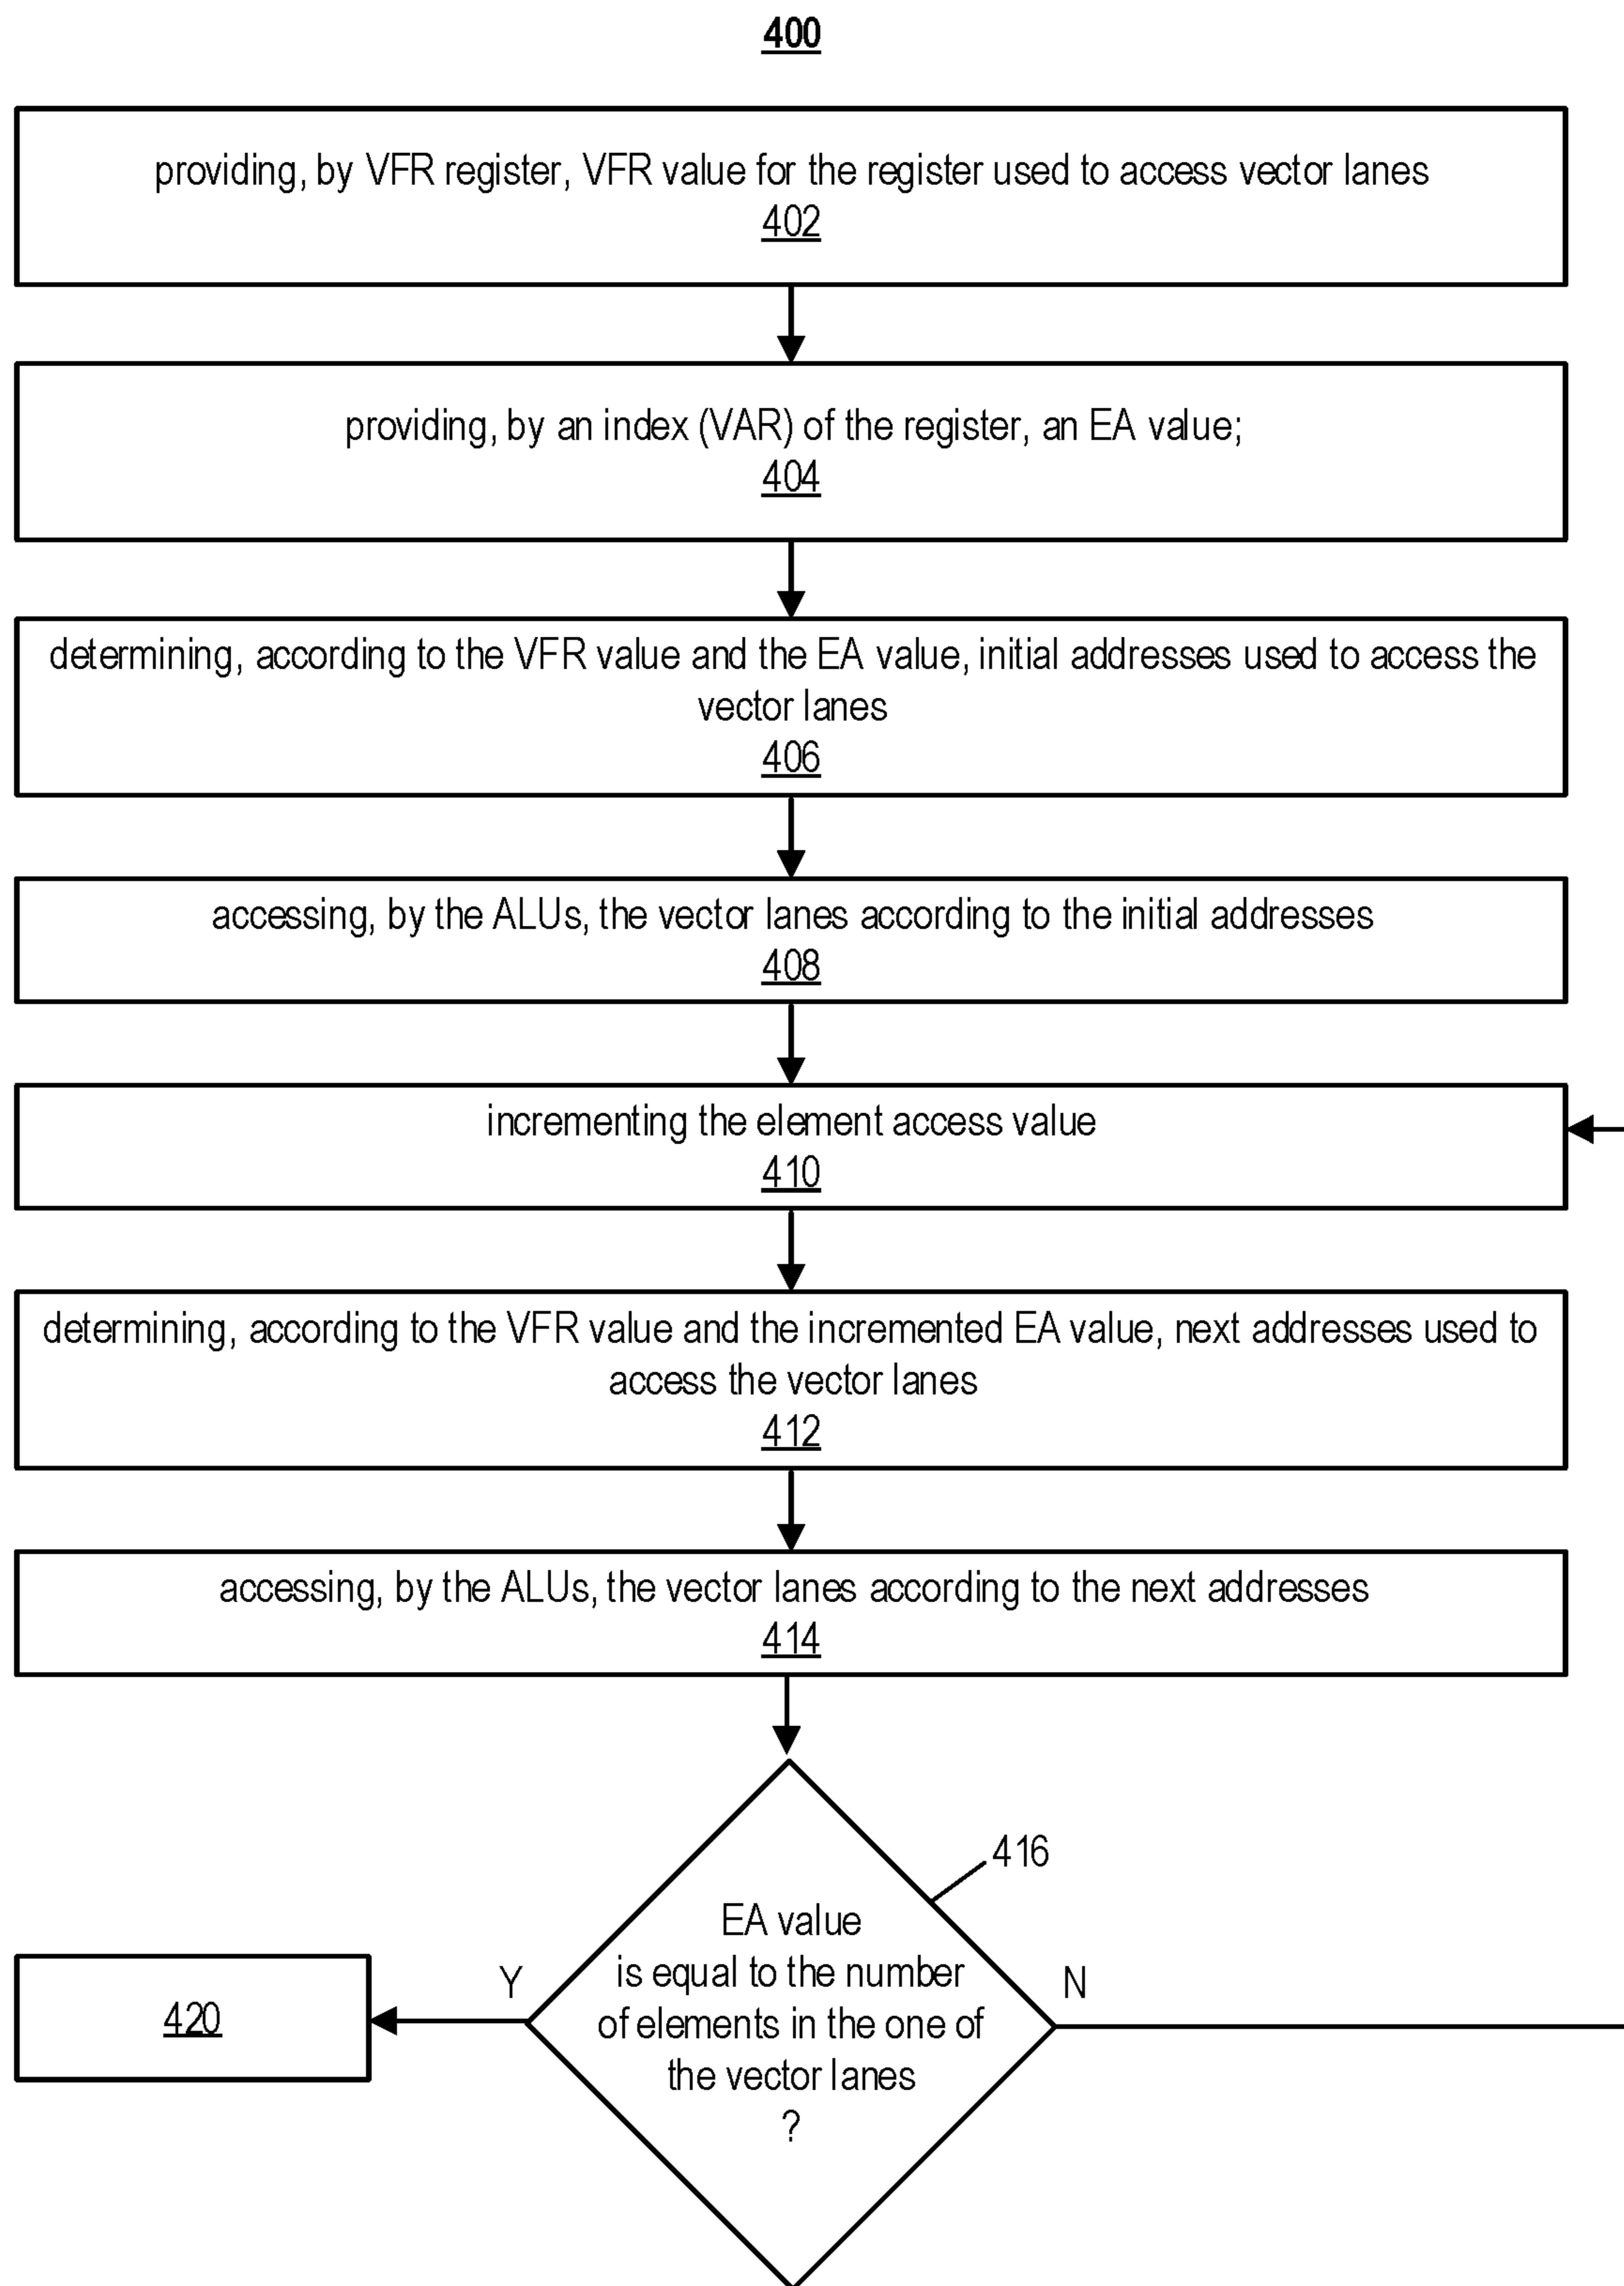 400
providing, by VFR register, VFR value for the register used to access vector lanes
402
providing, by an index (VAR) of the register, an EA value;
404
determining, according to the VFR value and the EA value, initial addresses used to access the
vector lanes
406
accessing, by the ALUs, the vector lanes according to the initial addresses
408
incrementing the element access value
410
determining, according to the VFR value and the incremented EA value, next addresses used to
access the vector lanes
412
accessing, by the ALUs, the vector lanes according to the next addresses
414
416
EA value
is equal to the number
of elements in the one of
the vector lanes
?
Y
N
420